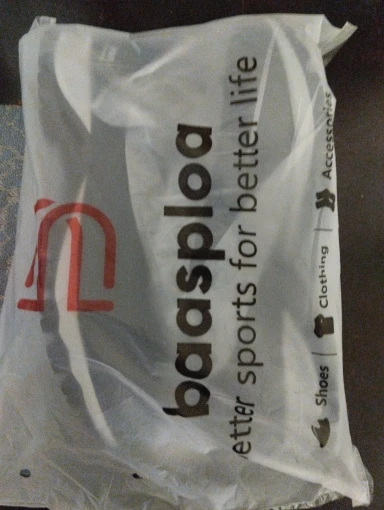 baasploa
etter sports for better life
Shoes | Clothing | Accessories